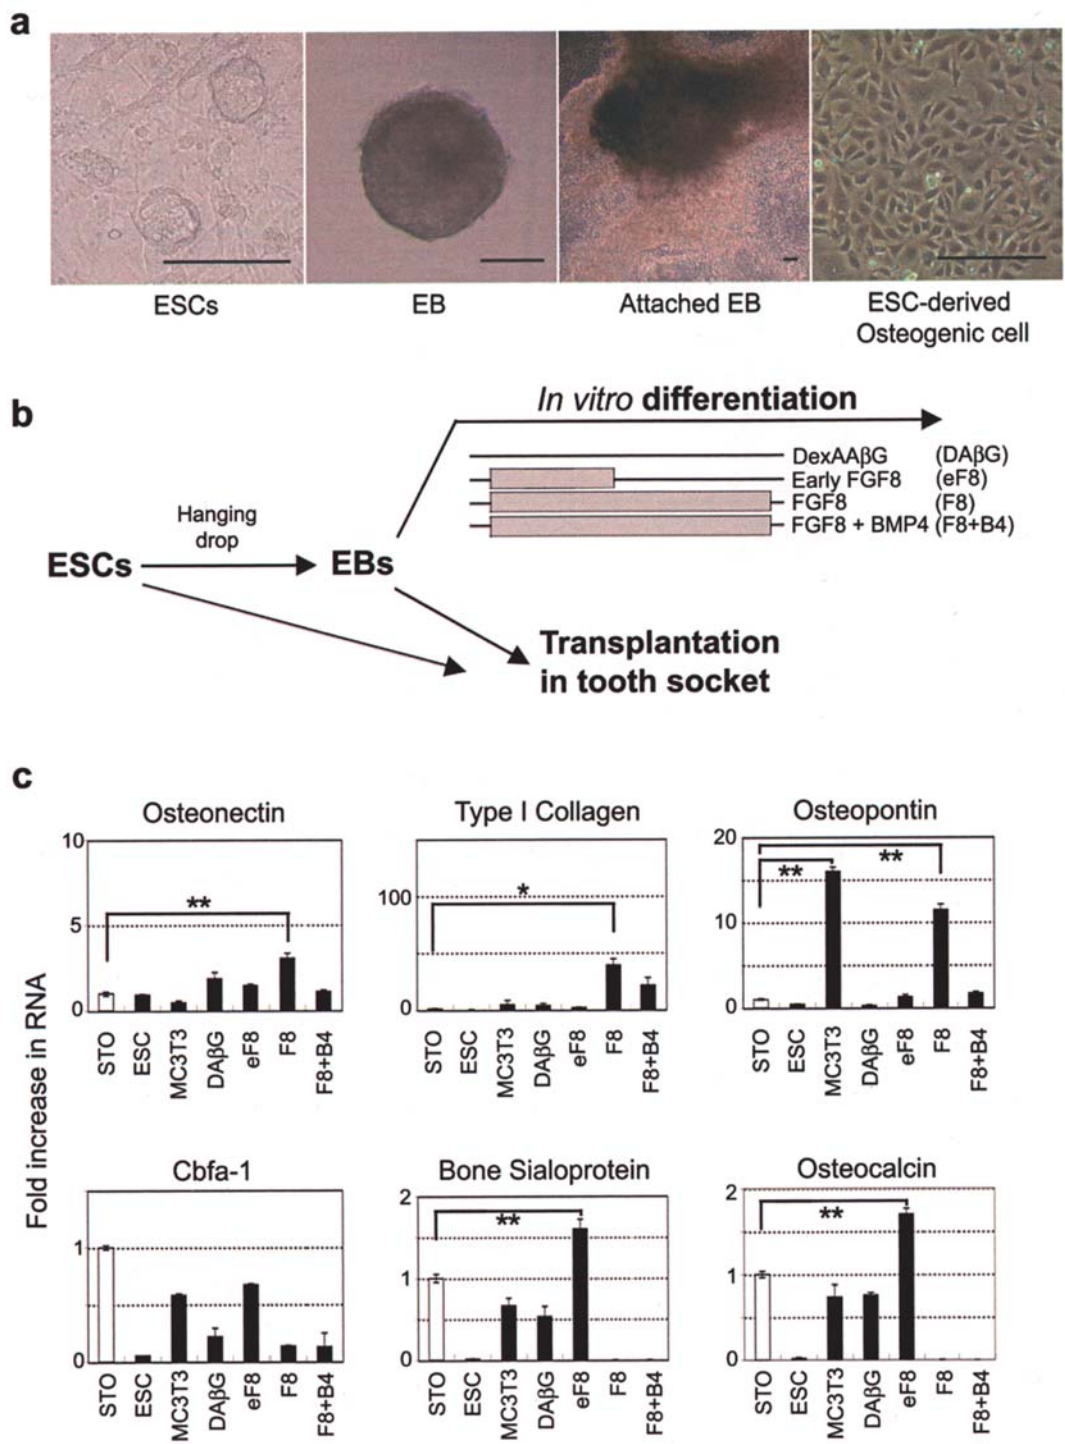 a
ESCs
EB
Attached EB
ESC-derived
Osteogenic cell
b
In vitro differentiation
DexAAβG (DAβG)
Early FGF8 (eF8)
FGF8 (F8)
FGF8 + BMP4 (F8+B4)
Hanging
drop
ESCs
EBs
Transplantation
in tooth socket
c
Fold increase in RNA
Osteonectin
10
5
0
**
STO
ESC
MC3T3
DAβG
eF8
F8
F8+B4
Type I Collagen
100
0
*
STO
ESC
MC3T3
DAβG
eF8
F8
F8+B4
Osteopontin
20
10
0
**
**
STO
ESC
MC3T3
DAβG
eF8
F8
F8+B4
Cbfa-1
1
0
STO
ESC
MC3T3
DAβG
eF8
F8
F8+B4
Bone Sialoprotein
2
1
0
**
STO
ESC
MC3T3
DAβG
eF8
F8
F8+B4
Osteocalcin
2
1
0
**
STO
ESC
MC3T3
DAβG
eF8
F8
F8+B4